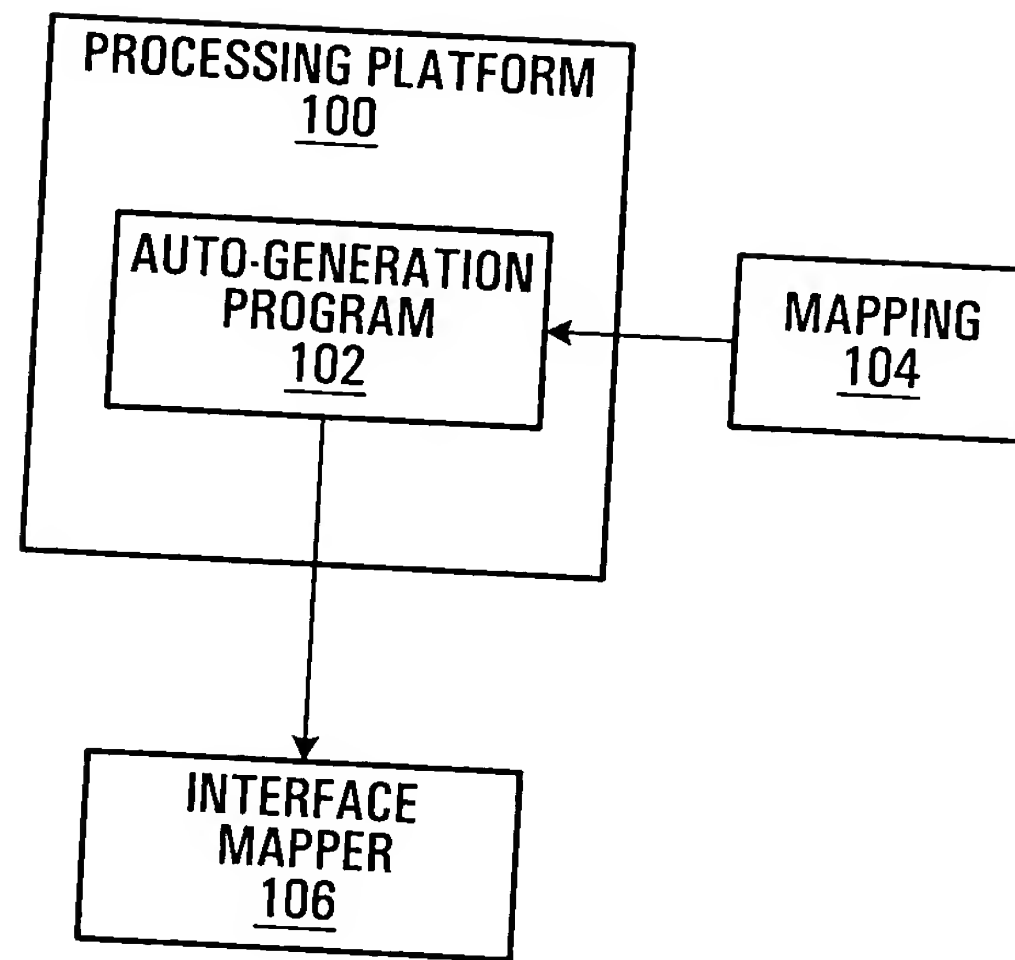 PROCESSING PLATFORM
100
AUTO-GENERATION
PROGRAM
102
MAPPING
104
INTERFACE
MAPPER
106